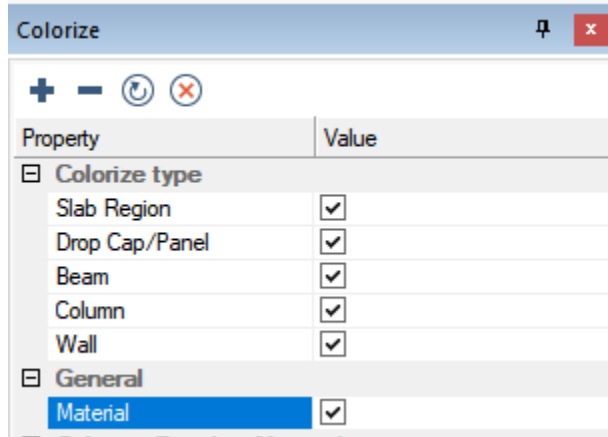 Colorize
Property Value
Colorize type
Slab Region
Drop Cap/Panel
Beam
Column
Wall
General
Material